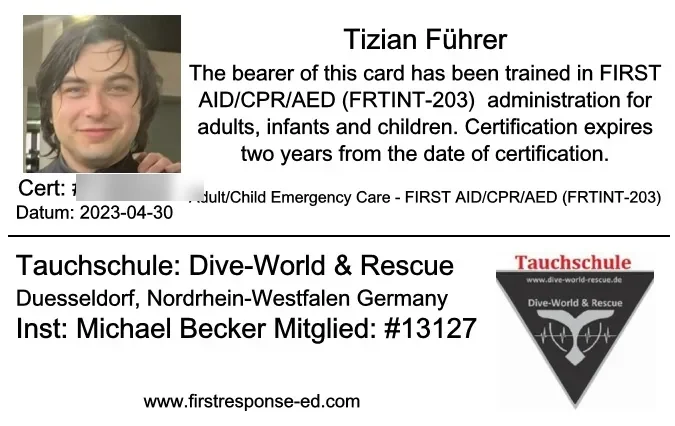 Tizian Führer
The bearer of this card has been trained in FIRST
AID/CPR/AED (FRTINT-203) administration for
adults, infants and children. Certification expires
two years from the date of certification.
Cert: #
Adult/Child Emergency Care - FIRST AID/CPR/AED (FRTINT-203)
Datum: 2023-04-30
Tauchschule: Dive-World & Rescue
Duesseldorf, Nordrhein-Westfalen Germany
Inst: Michael Becker Mitglied: #13127
Tauchschule
www.dive-world-rescue.de
Dive-World & Rescue
www.firstresponse-ed.com